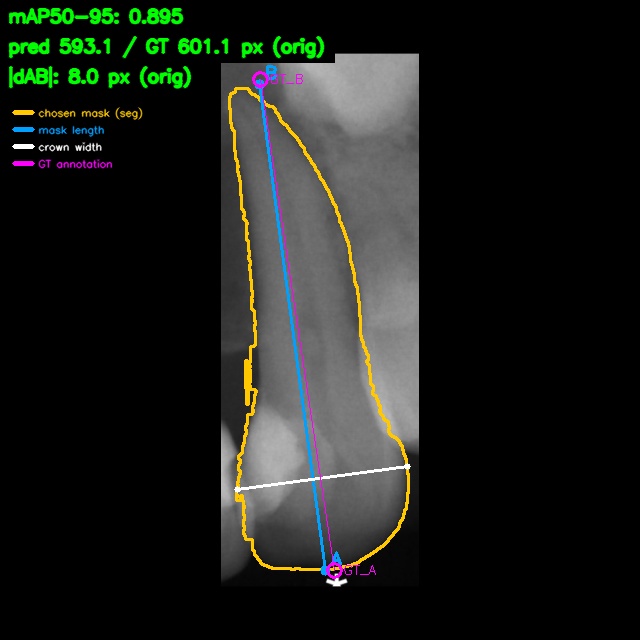 mAP50-95: 0.895
pred 593.1 / GT 601.1 px (orig)
|dAB|: 8.0 px (orig)
chosen mask (seg)
mask length
crown width
GT annotation
B
GT_B
A
GT_A